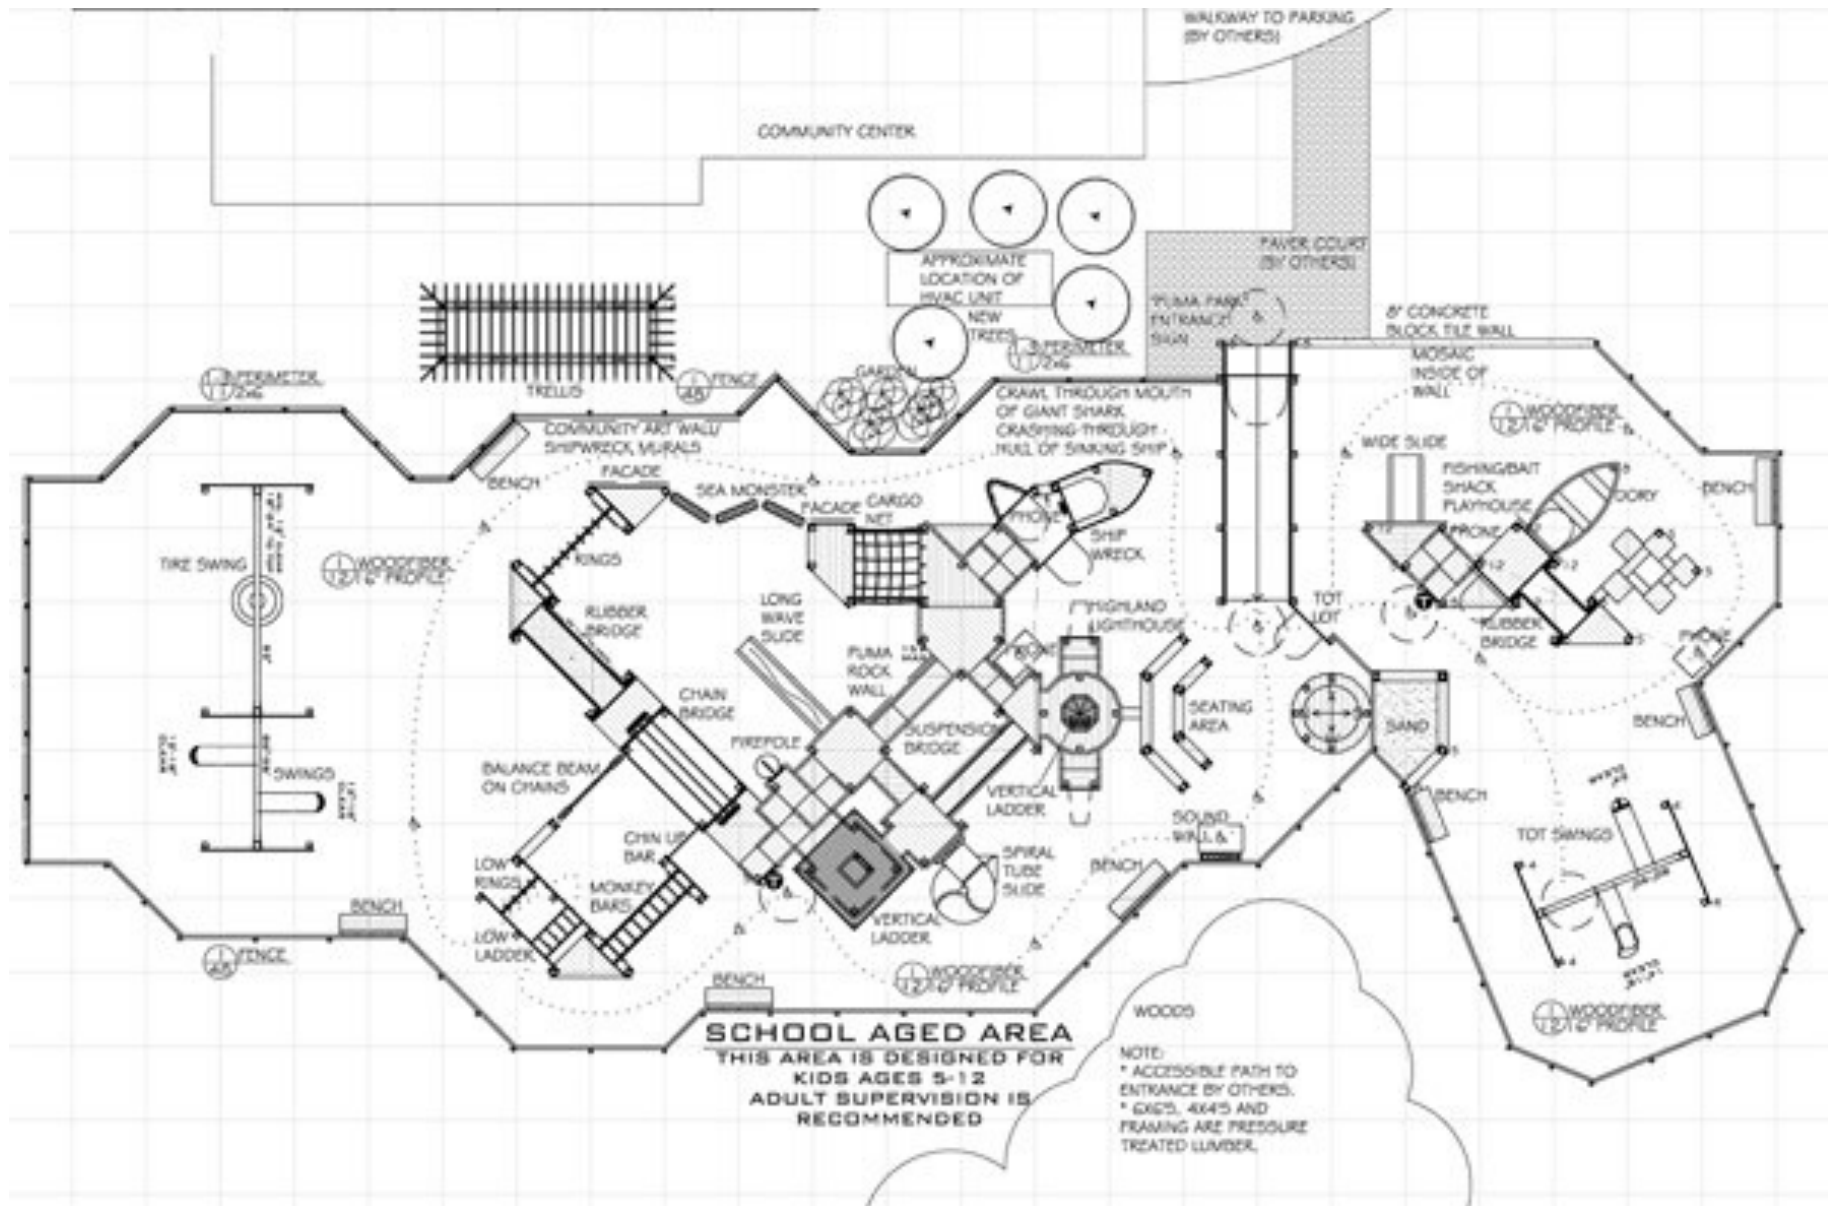 WALKWAY TO PARKING
(BY OTHERS)
COMMUNITY CENTER
PAVER COURT
(BY OTHERS)
APPROXIMATE
LOCATION OF
HVAC UNIT
NEW
TREES
"PUMA PARK"
ENTRANCE
SIGN
8" CONCRETE
BLOCK TILE WALL
MOSAIC
INSIDE OF
WALL
PERIMETER
2x6
TRELLIS
FENCE
GARDEN
PERIMETER
2x6
CRAWL THROUGH MOUTH
OF GIANT SHARK
CRASHING THROUGH
HULL OF SINKING SHIP
WOODFIBER
12 16" PROFILE
COMMUNITY ART WALL/
SHIPWRECK MURALS
BENCH
FACADE
SEA MONSTER
FACADE
CARGO
NET
PHONE
SHIP
WRECK
WIDE SLIDE
FISHING/BAIT
SHACK
PLAYHOUSE
DORY
BENCH
PHONE
TIRE SWING
WOODFIBER
12 16" PROFILE
RINGS
RUBBER
BRIDGE
LONG
WAVE
SLIDE
HIGHLAND
LIGHTHOUSE
TOT
LOT
RUBBER
BRIDGE
PHONE
PUMA
ROCK
WALL
PHONE
CHAIN
BRIDGE
FIREPOLE
SUSPENSION
BRIDGE
SEATING
AREA
SAND
BENCH
SWINGS
BALANCE BEAM
ON CHAINS
VERTICAL
LADDER
BENCH
SOUND
WALL
TOT SWINGS
CHIN UP
BAR
LOW
RINGS
MONKEY
BARS
SPIRAL
TUBE
SLIDE
BENCH
BENCH
VERTICAL
LADDER
LOW
LADDER
FENCE
BENCH
WOODFIBER
12 16" PROFILE
WOODFIBER
12 16" PROFILE
WOODS
SCHOOL AGED AREA
THIS AREA IS DESIGNED FOR
KIDS AGES 5-12
ADULT SUPERVISION IS
RECOMMENDED
NOTE:
* ACCESSIBLE PATH TO
ENTRANCE BY OTHERS.
* 6X6'S, 4X4'S AND
FRAMING ARE PRESSURE
TREATED LUMBER.